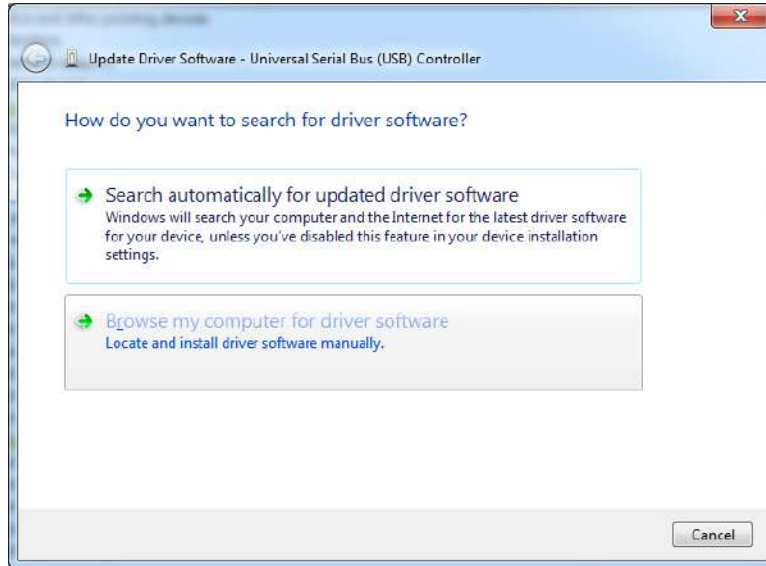 Update Driver Software - Universal Serial Bus (USB) Controller
How do you want to search for driver software?
Search automatically for updated driver software
Windows will search your computer and the Internet for the latest driver software
for your device, unless you've disabled this feature in your device installation
settings.
Browse my computer for driver software
Locate and install driver software manually.
Cancel